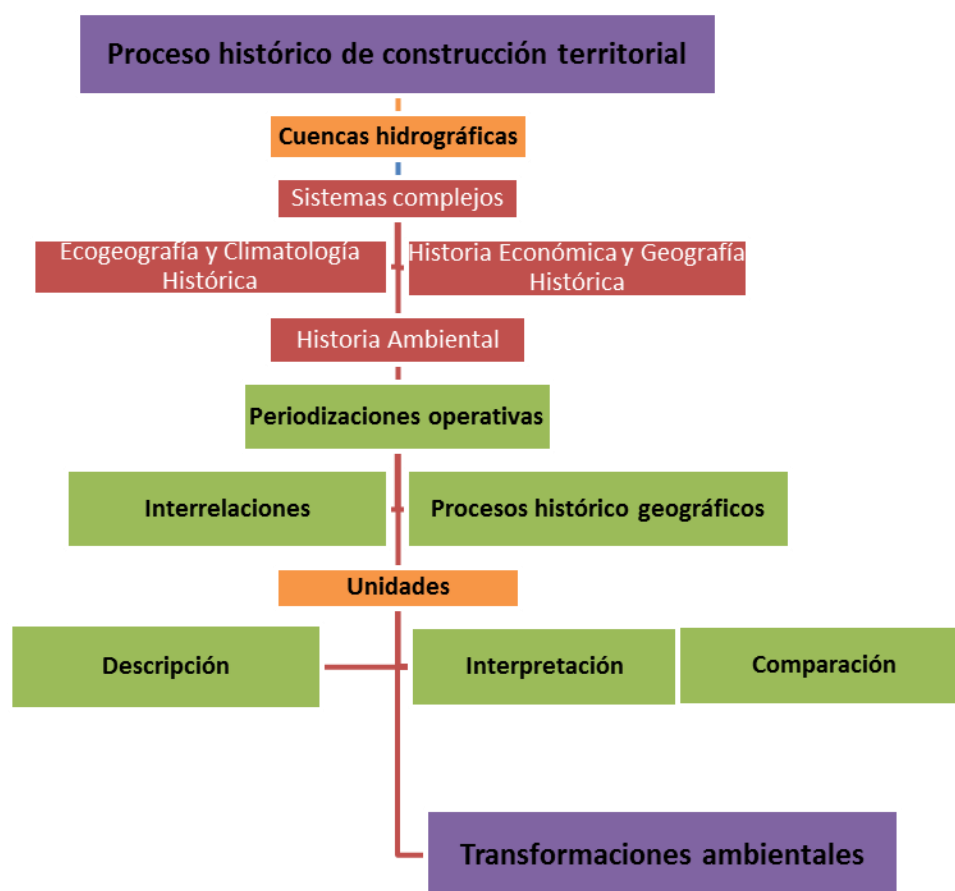 Proceso histórico de construcción territorial
Cuencas hidrográficas
Sistemas complejos
Ecogeografía y Climatología
Histórica
Historia Económica y Geografía
Histórica
Historia Ambiental
Periodizaciones operativas
Interrelaciones
Procesos histórico geográficos
Unidades
Descripción
Interpretación
Comparación
Transformaciones ambientales